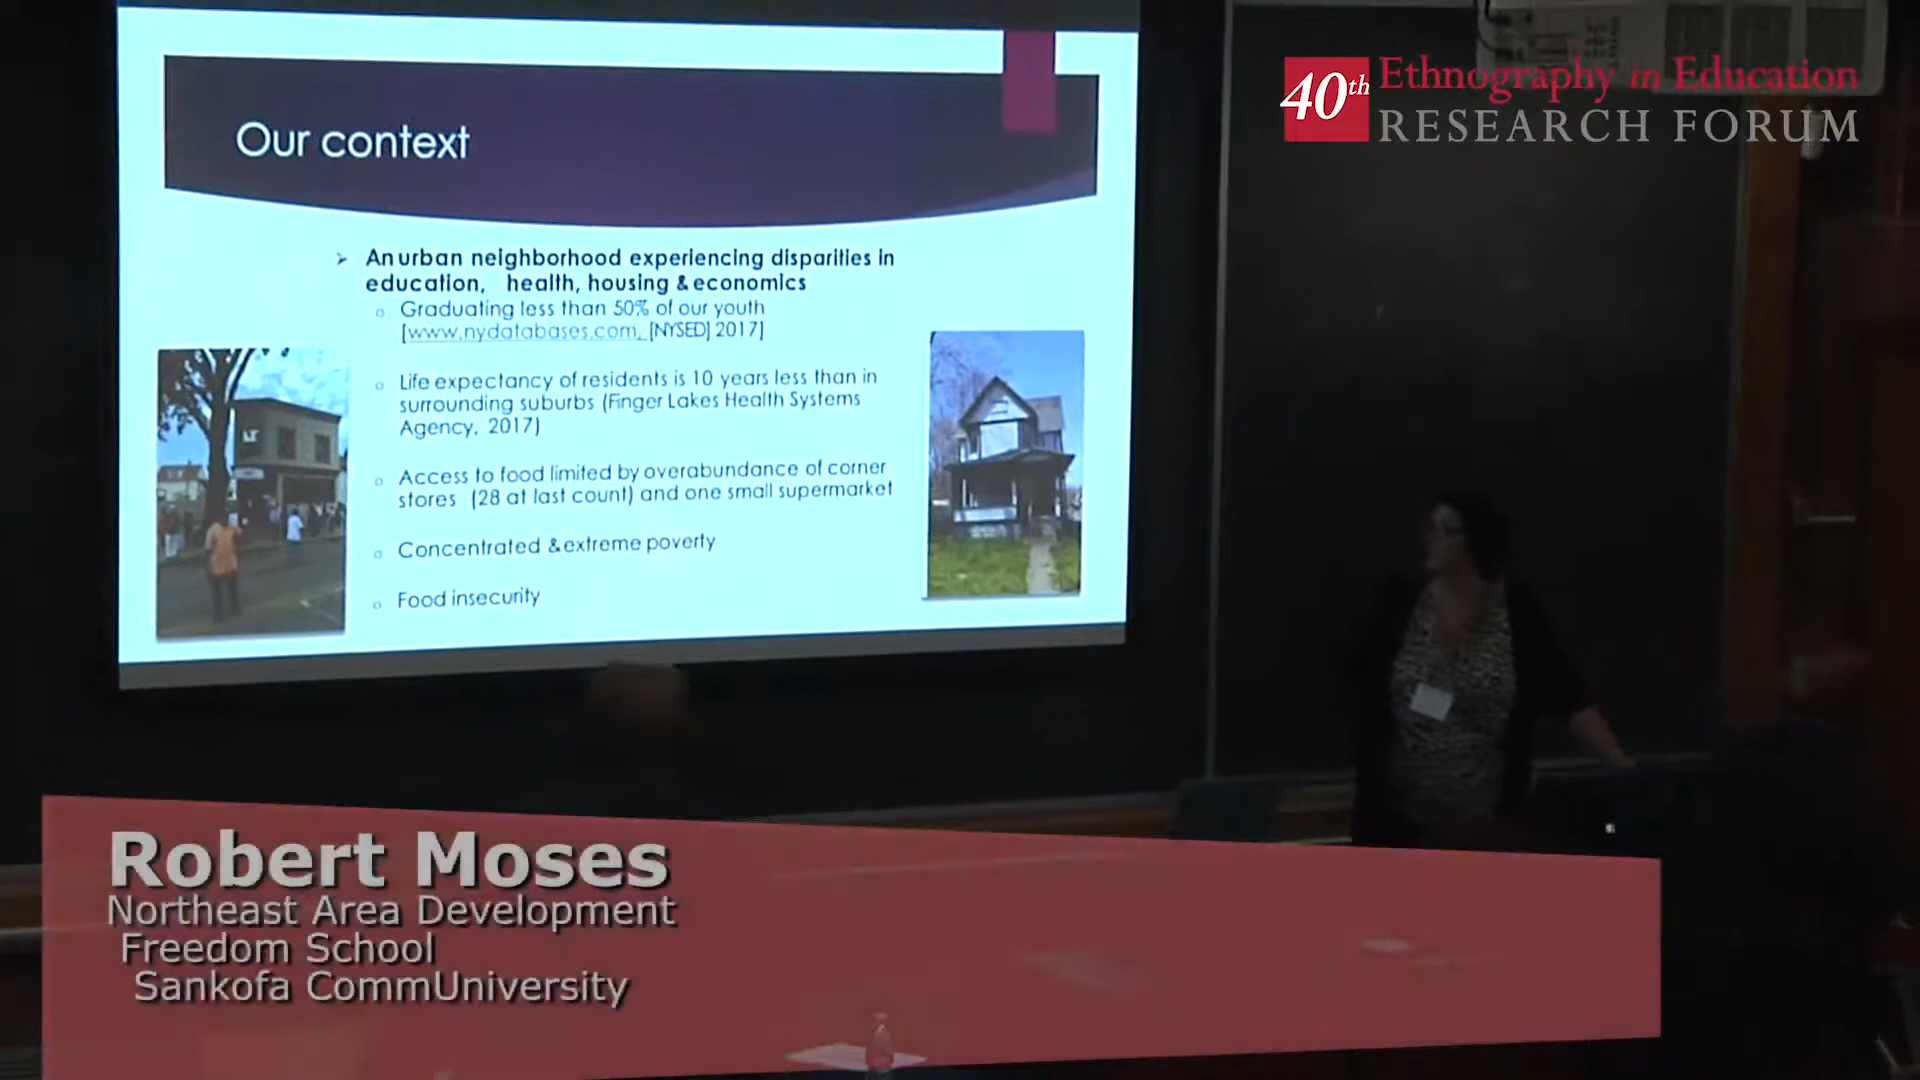 40th Ethnography in Education
RESEARCH FORUM
Our context
An urban neighborhood experiencing disparities in
education, health, housing & economics
Graduating less than 50% of our youth
[www.nydatabases.com, [NYSED] 2017]
Life expectancy of residents is 10 years less than in
surrounding suburbs (Finger Lakes Health Systems
Agency, 2017)
Access to food limited by overabundance of corner
stores (28 at last count) and one small supermarket
Concentrated & extreme poverty
Food insecurity
Robert Moses
Northeast Area Development
Freedom School
Sankofa CommUniversity